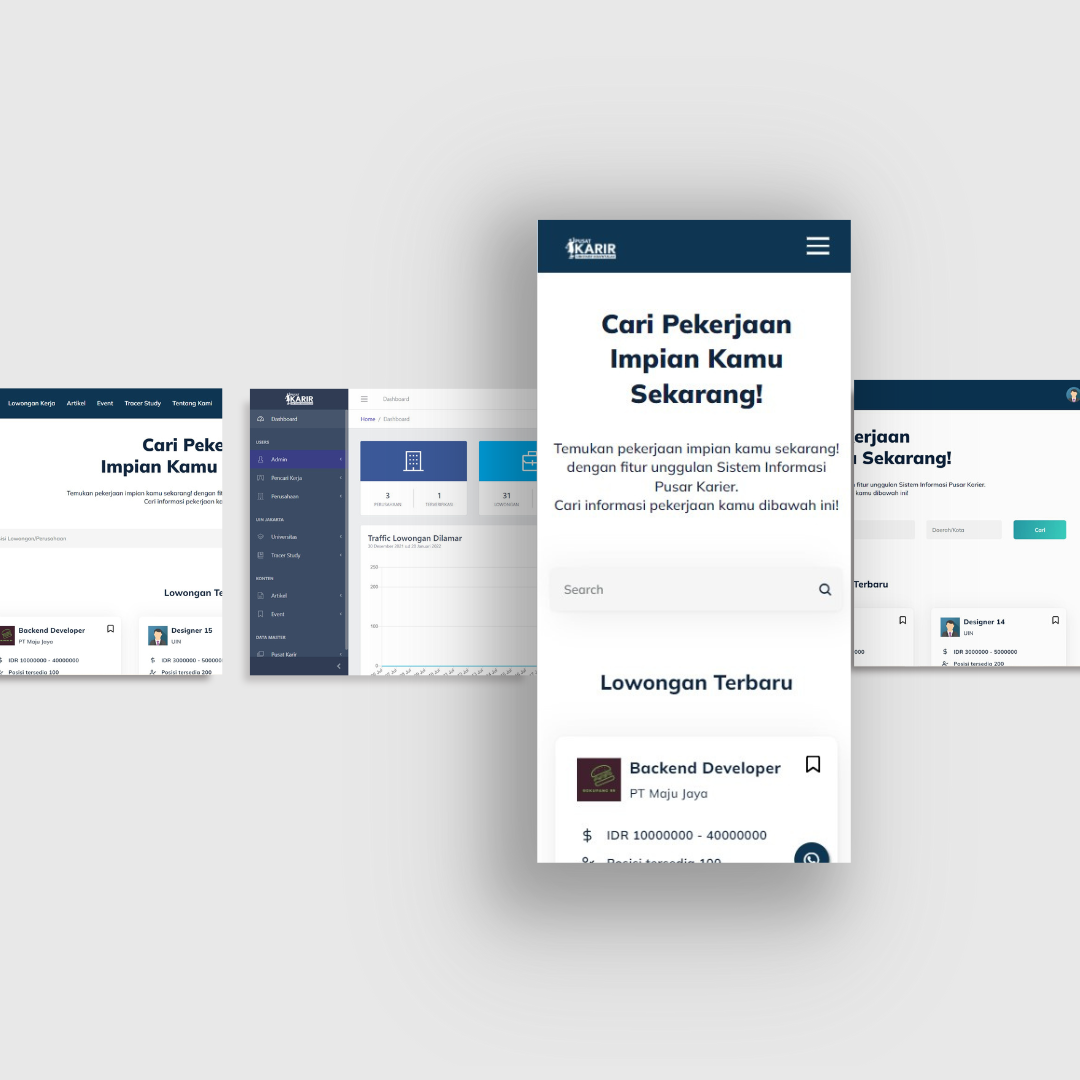 Lowongan Kerja
Artikel
Event
Tracer Study
Tentang Kami
Cari Peke
Impian Kamu
Temukan pekerjaan impian kamu sekarang! dengan fit
Cari informasi pekerjaan k
Lowongan/Perusahaan
Lowongan Te
Backend Developer
PT Maju Jaya
IDR 10000000 - 40000000
Posisi tersedia 100
Designer 15
UIN
IDR 3000000 - 500000
Posisi tersedia 200
KARIR
Dashboard
USERS
Admin
Pencari Kerja
Perusahaan
UIN JAKARTA
Universitas
Tracer Study
KONTEN
Artikel
Event
DATA MASTER
Pusat Karir
Dashboard
Home / Dashboard
3
PERUSAHAAN
1
31
LOWONGAN
Traffic Lowongan Dilamar
250
200
100
0
PUSAT
KARIR
Cari Pekerjaan
Impian Kamu
Sekarang!
Temukan pekerjaan impian kamu sekarang!
dengan fitur unggulan Sistem Informasi
Pusar Karier.
Cari informasi pekerjaan kamu dibawah ini!
Search
Lowongan Terbaru
Backend Developer
PT Maju Jaya
IDR 10000000 - 40000000
Posisi tersedia 100
erjaan
Sekarang!
fitur unggulan Sistem Informasi Pusar Karier.
kamu dibawah ini!
Daerah/Kota
Cari
Terbaru
000
Designer 14
UIN
IDR 3000000 - 5000000
Posisi tersedia 200